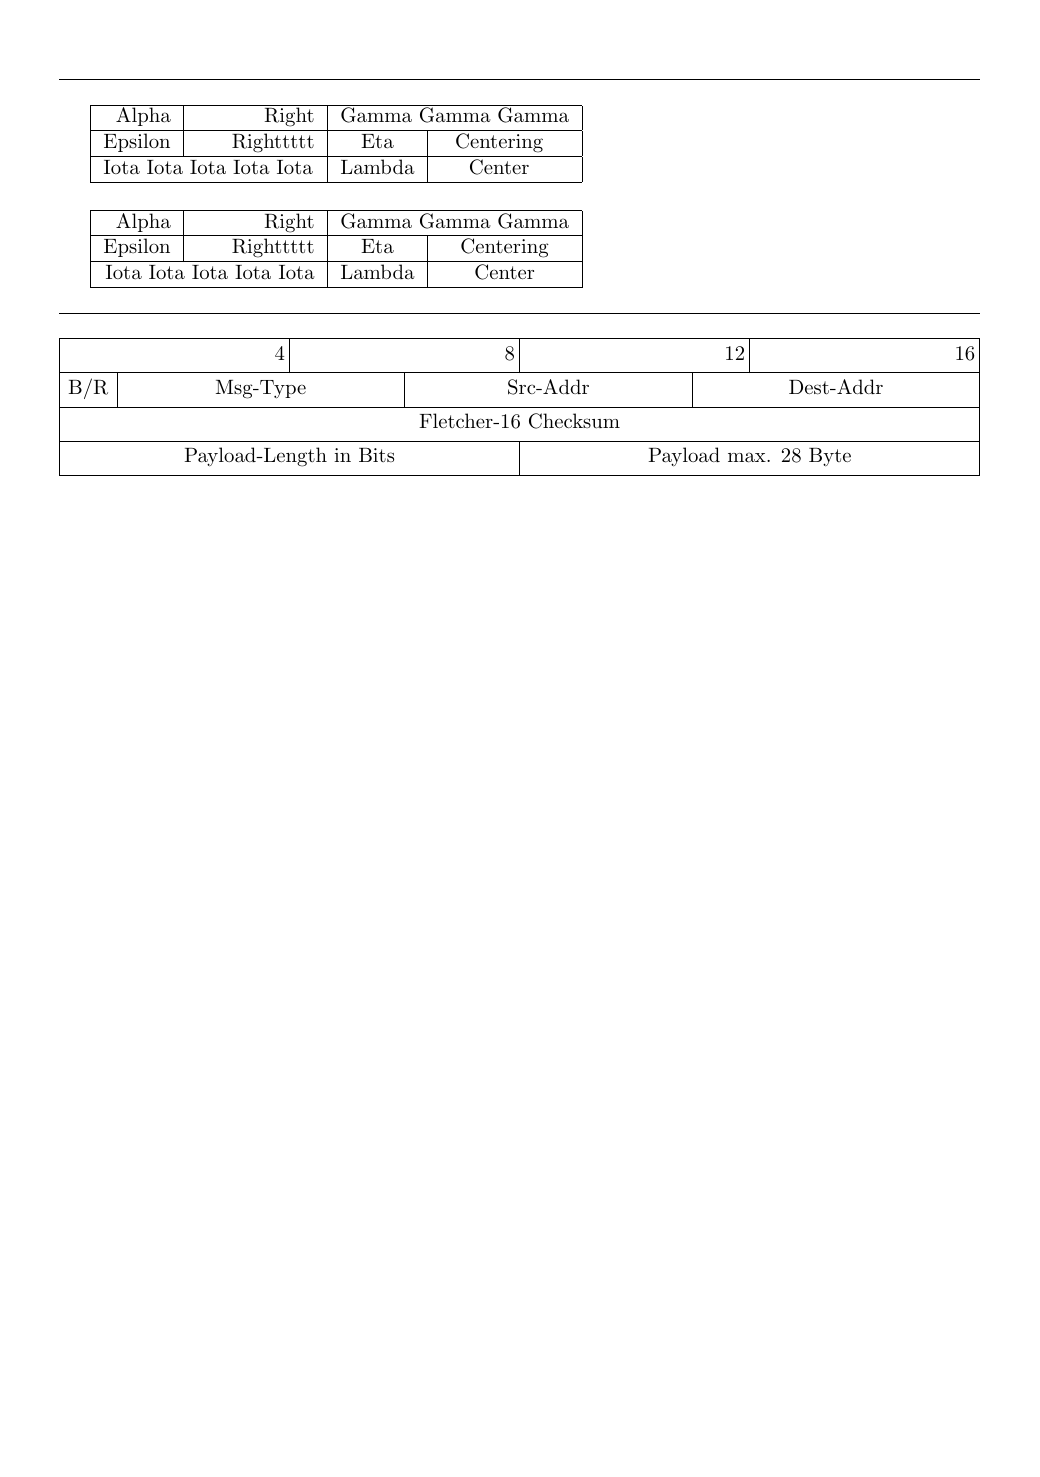 Alpha Right Gamma Gamma Gamma
Epsilon Righttttt Eta Centering
Iota Iota Iota Iota Iota Lambda Center
Alpha Right Gamma Gamma Gamma
Epsilon Righttttt Eta Centering
Iota Iota Iota Iota Iota Lambda Center
4 8 12 16
B/R Msg-Type Src-Addr Dest-Addr
Fletcher-16 Checksum
Payload-Length in Bits Payload max. 28 Byte